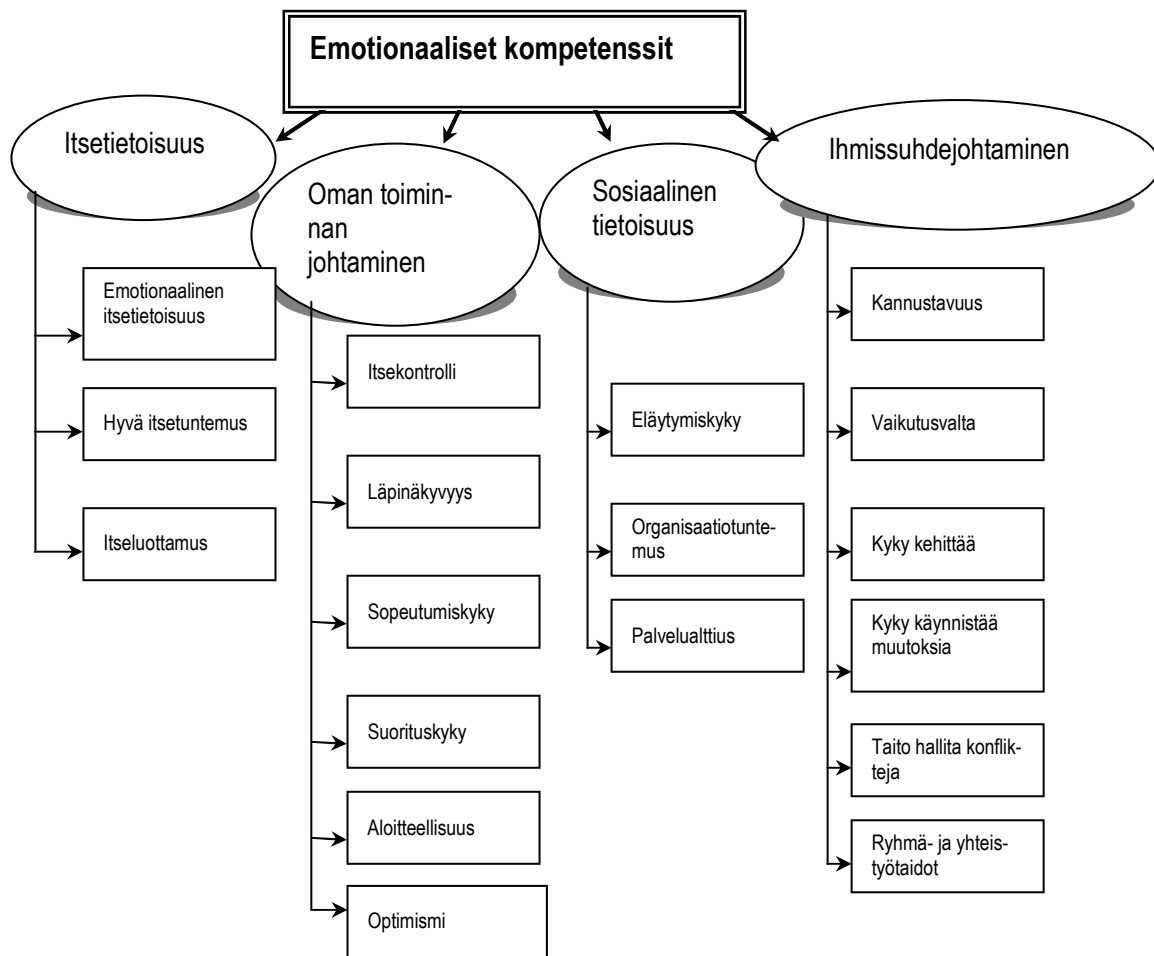 Emotionaaliset kompetenssit
Itsetietoisuus
Emotionaalinen
itsetietoisuus
Hyvä itsetuntemus
Itseluottamus
Oman toimin-
nan
johtaminen
Itsekontrolli
Läpinäkyvyys
Sopeutumiskyky
Suorituskyky
Aloitteellisuus
Optimismi
Sosiaalinen
tietoisuus
Eläytymiskyky
Organisaatiotunte-
mus
Palvelualttius
Ihmissuhdejohtaminen
Kannustavuus
Vaikutusvalta
Kyky kehittää
Kyky käynnistää
muutoksia
Taito hallita konflik-
teja
Ryhmä- ja yhteis-
työtaidot